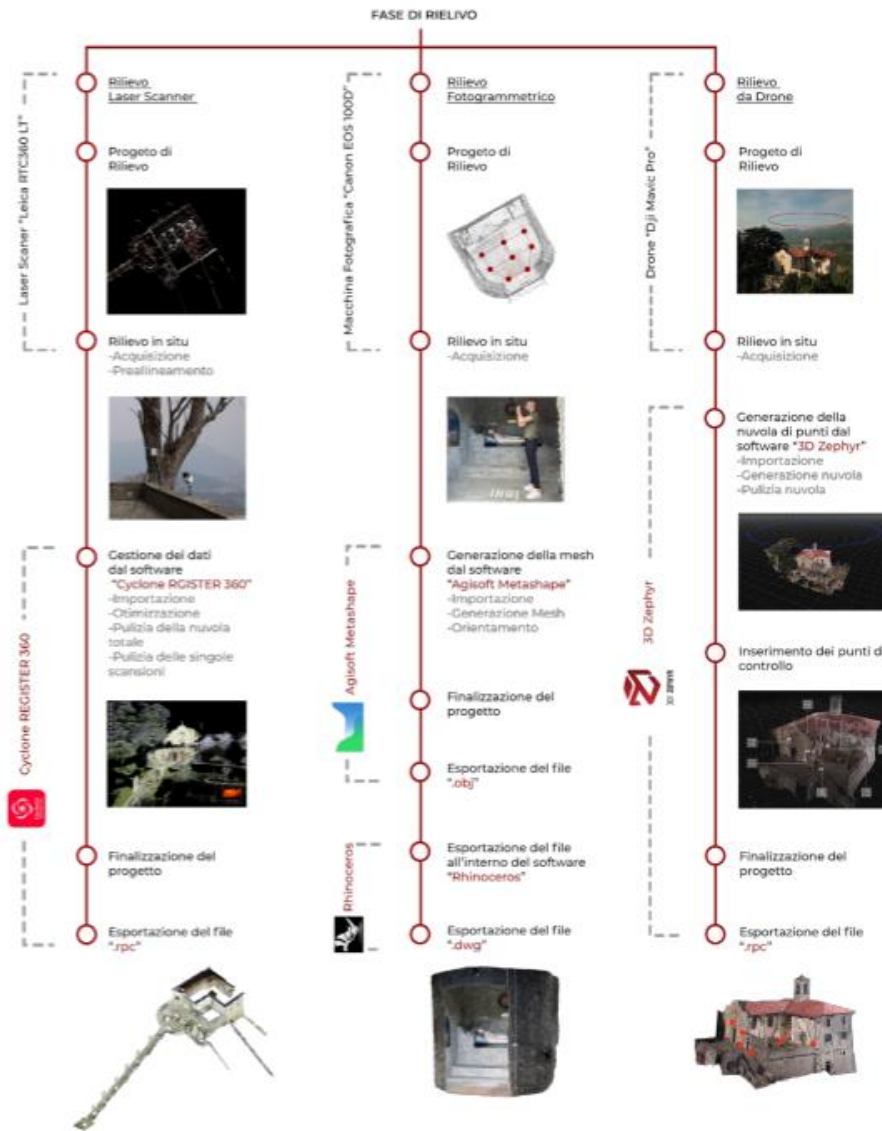 FASE DI RIELIVO
Laser Scaner "Leica RTC360 LT"
Rilievo
Laser Scanner
Progeto di
Rilievo
Rilievo in situ
-Acquisizione
-Preallineamento
Cyclone REGISTER 360
Gestione dei dati
dal software
"Cyclone RGISTER 360"
-Importazione
-Otimizzazione
-Pulizia della nuvola
totale
-Pulizia delle singole
scansioni
Finalizzazione del
progetto
Esportazione del file
".rpc"
Macchina Fotografica "Canon EOS 100D"
Rilievo
Fotogrammetrico
Progeto di
Rilievo
Rilievo in situ
-Acquisizione
Agisoft Metashape
Generazione della mesh
dal software
"Agisoft Metashape"
-Importazione
-Generazione Mesh
-Orientamento
Finalizzazione del
progetto
Esportazione del file
".obj"
Rhinoceros
Esportazione del file
all'interno del software
"Rhinoceros"
Esportazione del file
".dwg"
Drone "Dji Mavic Pro"
Rilievo
da Drone
Progeto di
Rilievo
Rilievo in situ
-Acquisizione
3D Zephyr
Generazione della
nuvola di punti dal
software "3D Zephyr"
-Importazione
-Generazione nuvola
-Pulizia nuvola
Inserimento dei punti d
controllo
Finalizzazione del
progetto
Esportazione del file
".rpc"